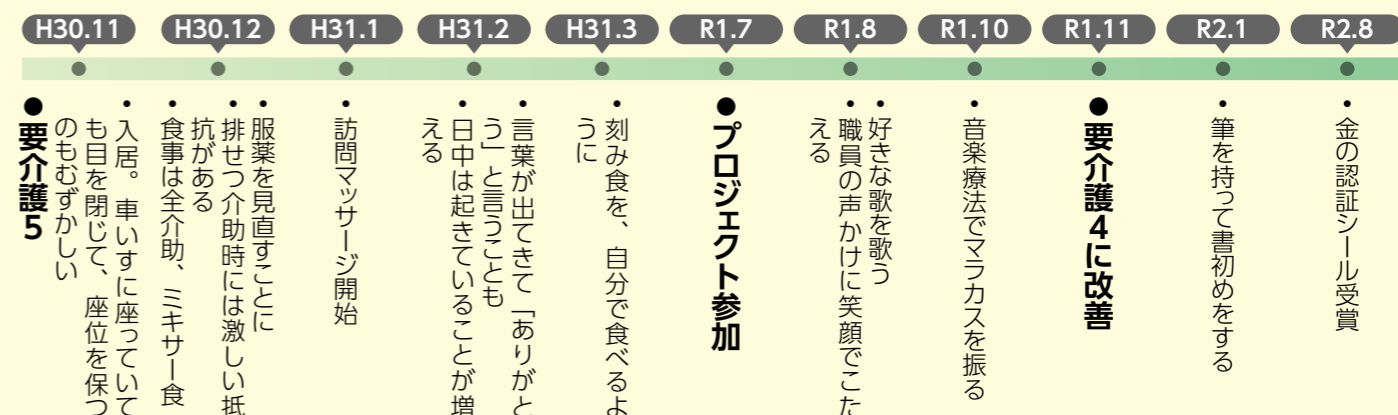 H30.11
・入居。車いすに座っていて
も目を閉じて、座位を保つ
のもむずかしい
●要介護5
H30.12
・服薬を見直すことに
・排せつ介助時には激しい抵
抗がある
・食事は全介助、ミキサー食
H31.1
・訪問マッサージ開始
H31.2
・言葉が出てきて「ありがと
う」と言うことも
・日中は起きていることが増
える
H31.3
・刻み食を、自分で食べるよ
うに
R1.7
●プロジェクト参加
R1.8
・好きな歌を歌う
・職員の声かけに笑顔でこた
える
R1.10
・音楽療法でマラカスを振る
R1.11
●要介護4に改善
R2.1
・筆を持って書初めをする
R2.8
・金の認証シール受賞